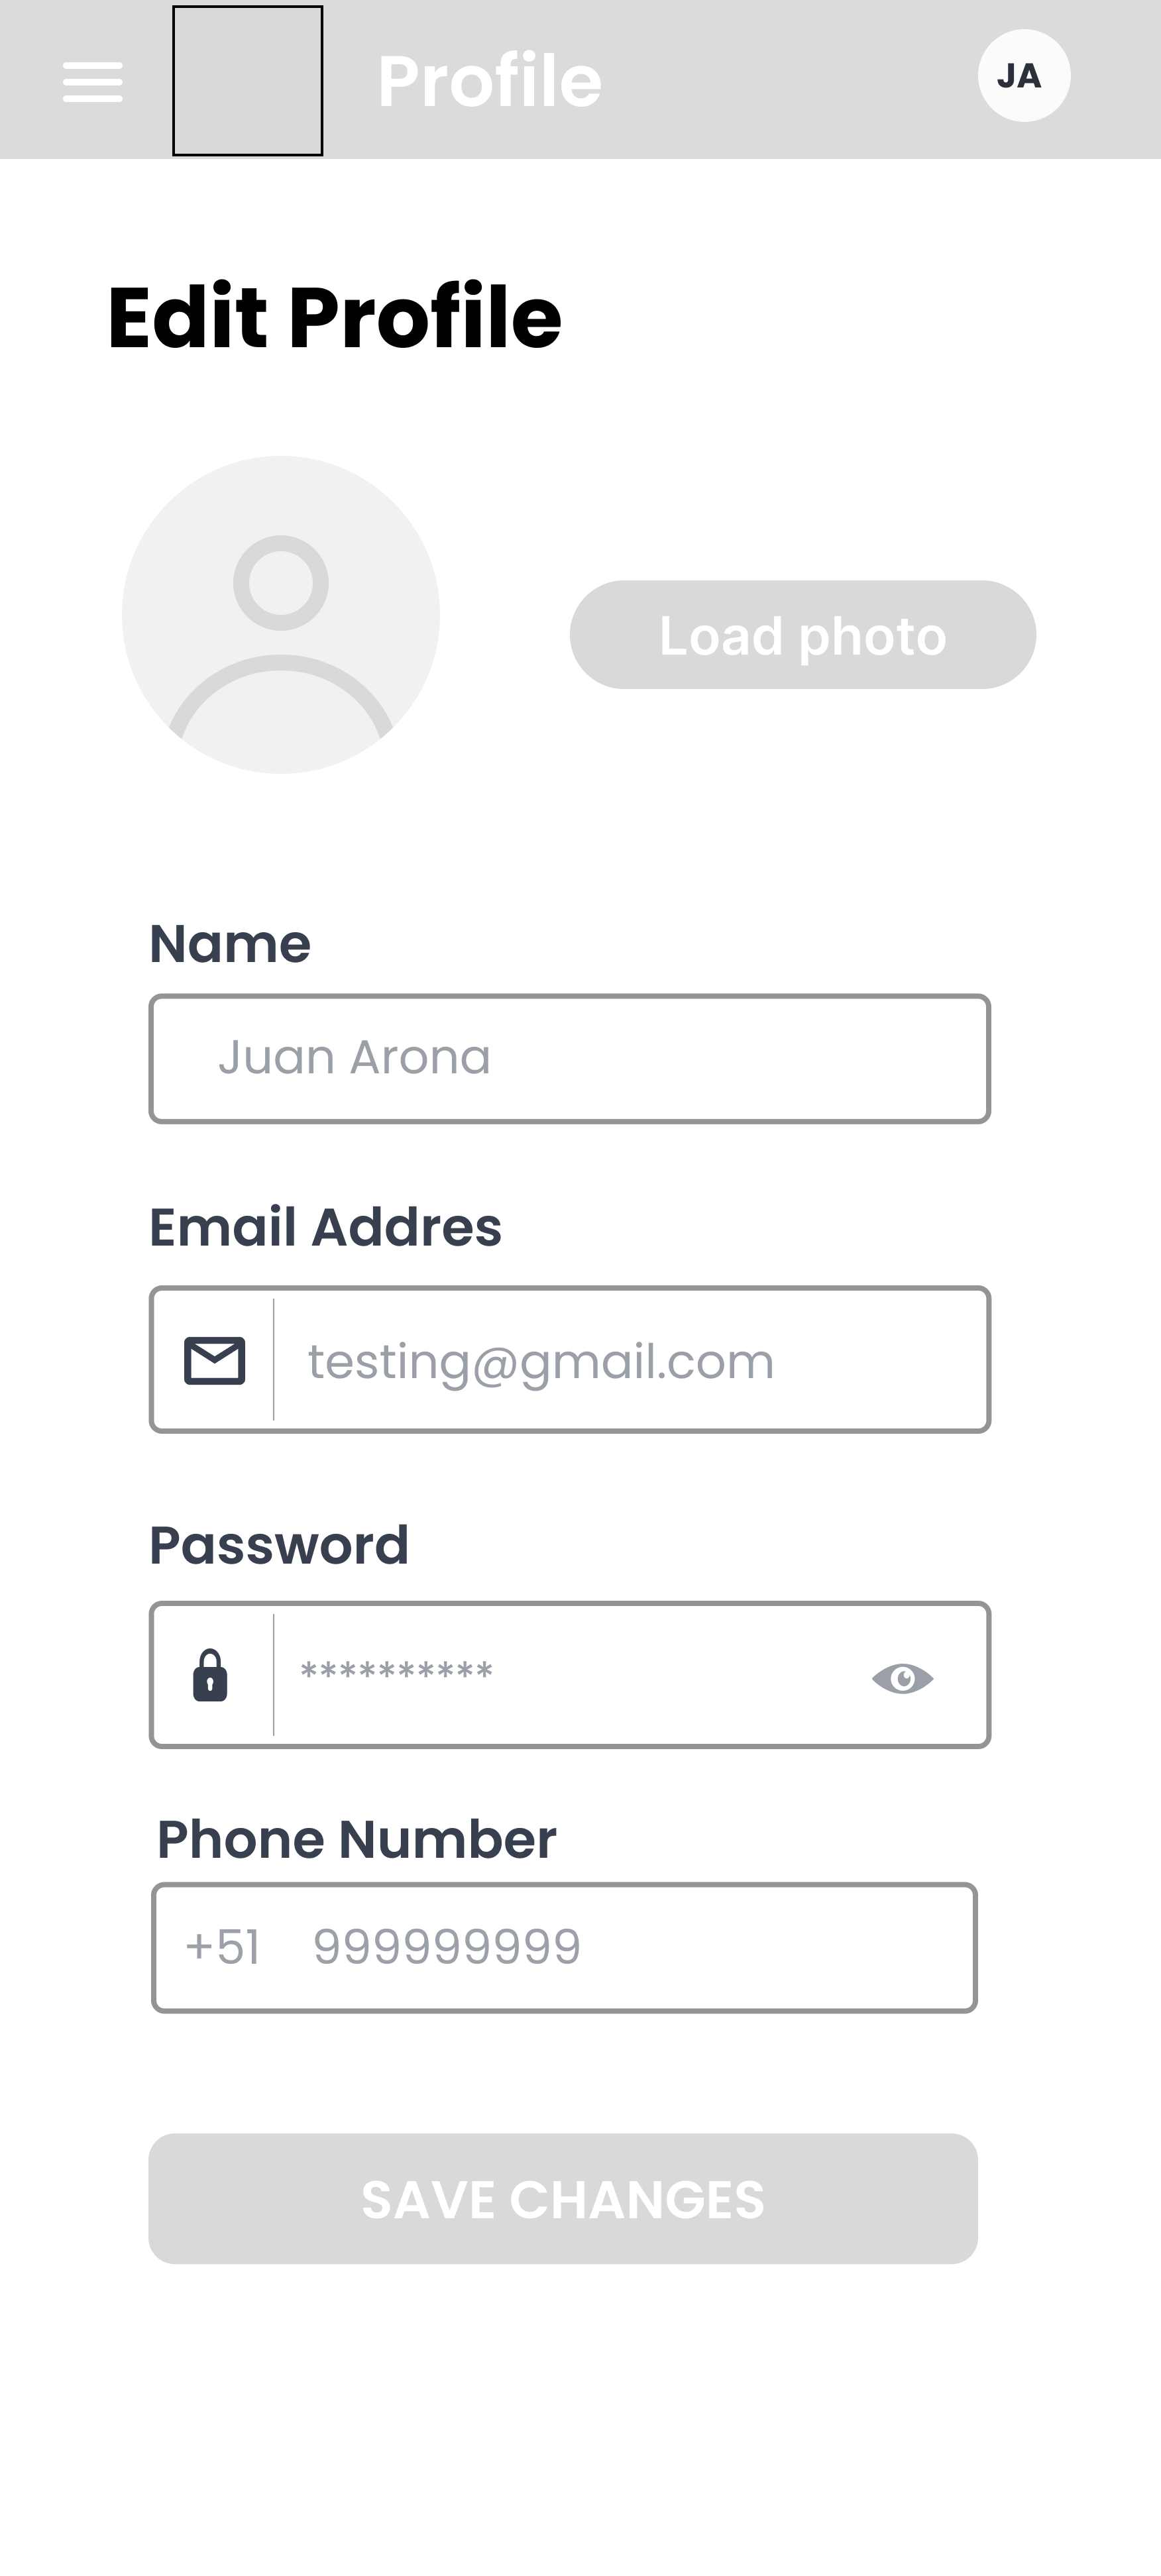 Profile
JA
Edit Profile
Load photo
Name
Juan Arona
Email Addres
testing@gmail.com
Password
**********
Phone Number
+51 999999999
SAVE CHANGES